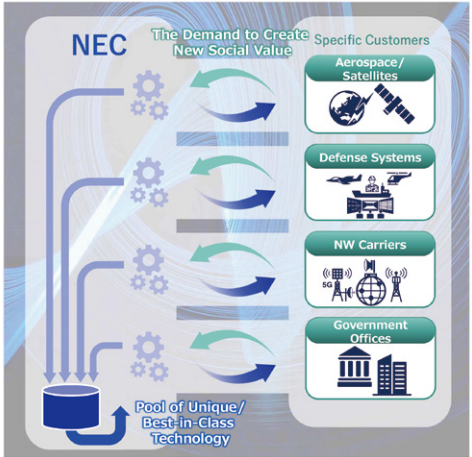 NEC
The Demand to Create
New Social Value
Specific Customers
Aerospace/
Satellites
Defense Systems
NW Carriers
5G
Government
Offices
Pool of Unique/
Best-in-Class
Technology